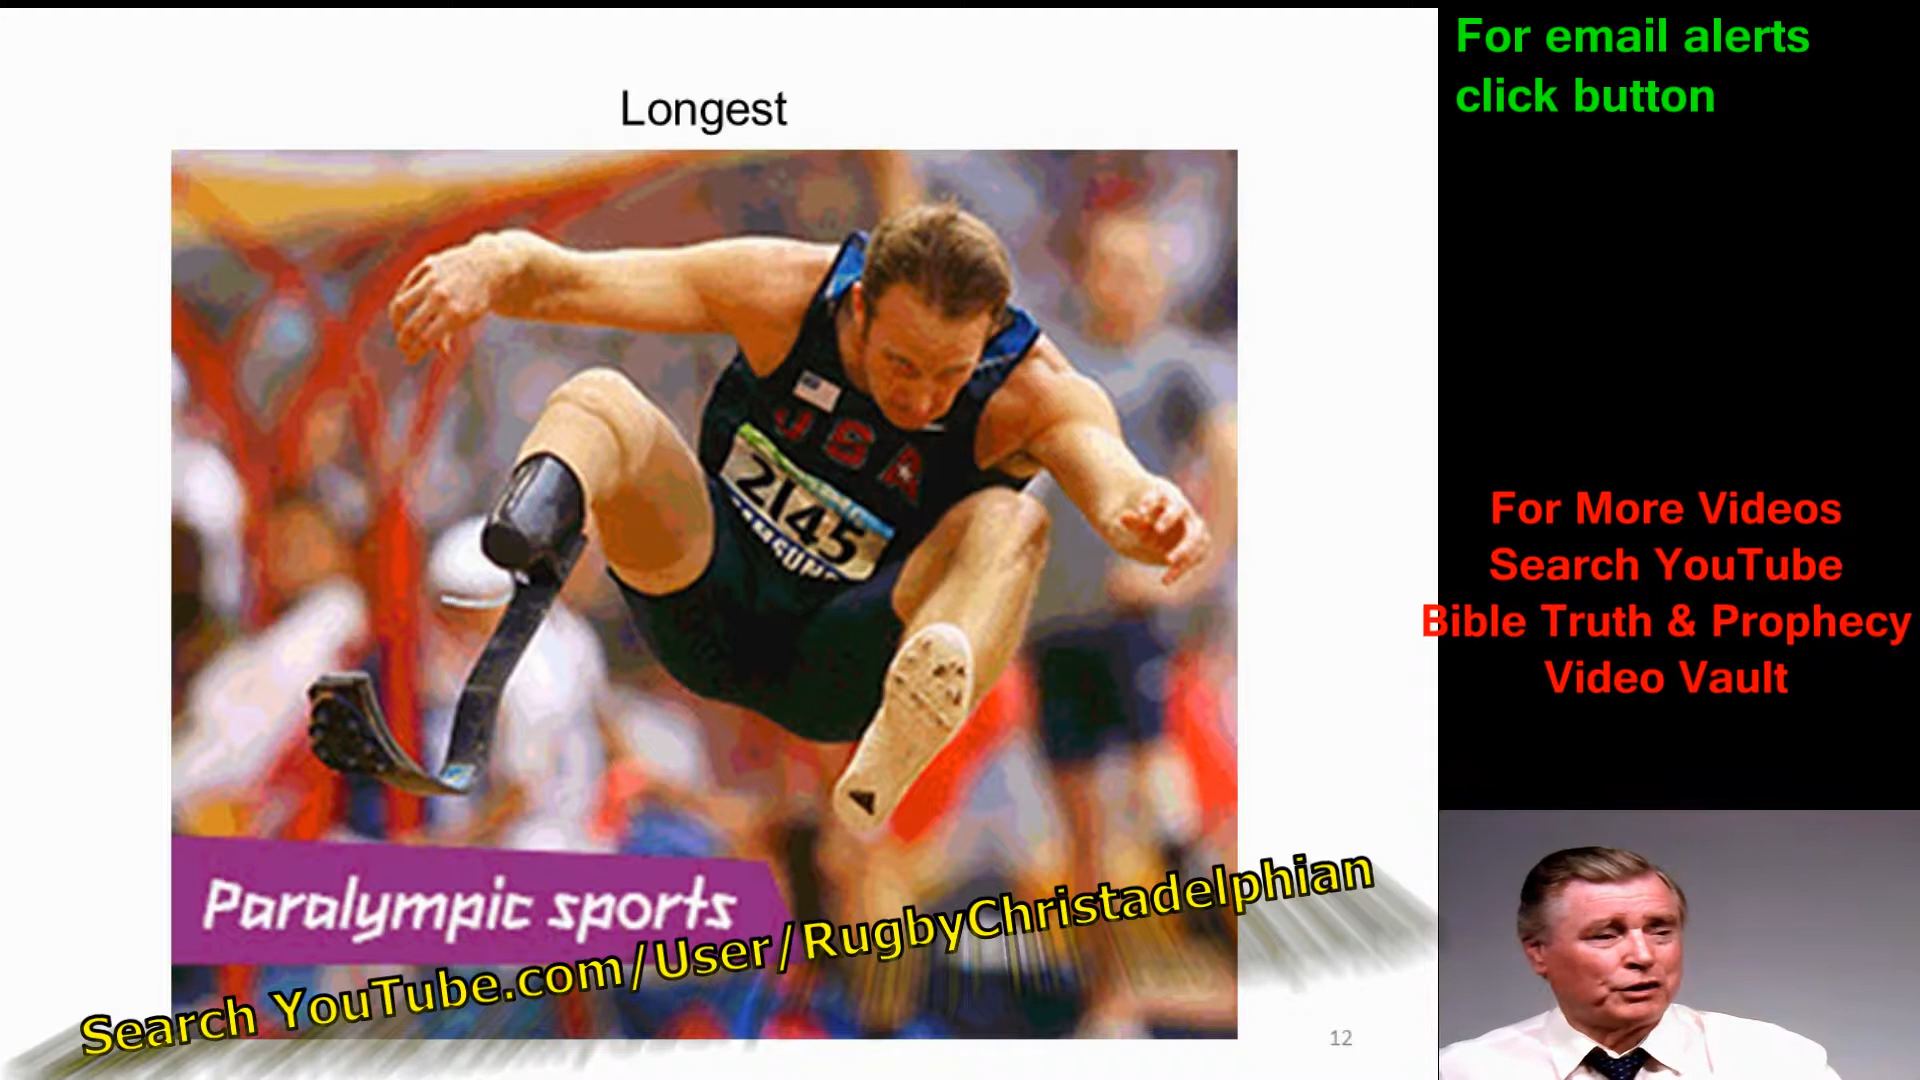 Longest
USA
2145
SAMSUNG
Paralympic sports
Search YouTube.com/User/RugbyChristadelphian
12
For email alerts
click button
For More Videos
Search YouTube
Bible Truth & Prophecy
Video Vault